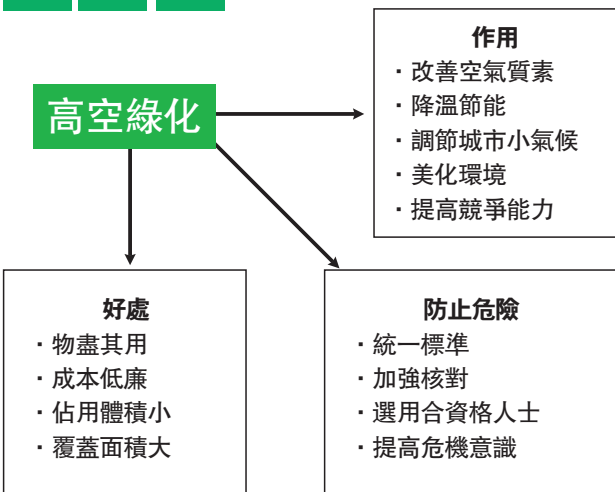 高空綠化
作用
·改善空氣質素
·降溫節能
·調節城市小氣候
·美化環境
·提高競爭能力
好處
·物盡其用
·成本低廉
·佔用體積小
·覆蓋面積大
防止危險
·統一標準
·加強核對
·選用合資格人士
·提高危機意識